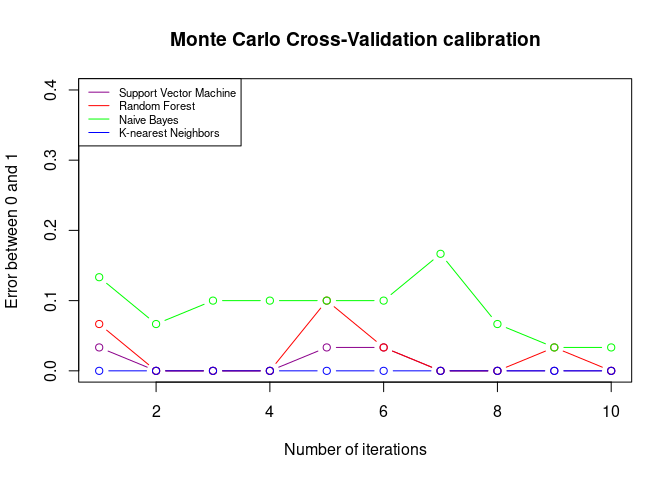 Monte Carlo Cross-Validation calibration
Support Vector Machine
Random Forest
Naive Bayes
K-nearest Neighbors
Error between 0 and 1
0.4
0.3
0.2
0.1
0.0
2 4 6 8 10
Number of iterations